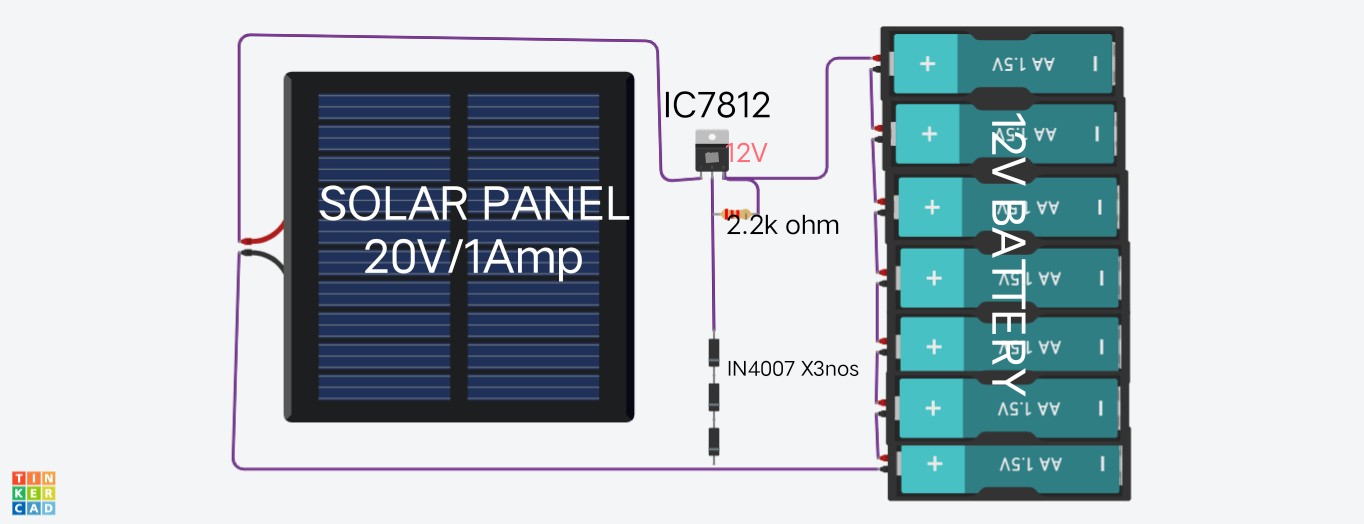 IC7812
12V
SOLAR PANEL
20V/1Amp
2.2k ohm
IN4007 X3nos
12V BATTERY
+ AA 1.5V -
+ AA 1.5V -
+ AA 1.5V -
+ AA 1.5V -
+ AA 1.5V -
+ AA 1.5V -
+ AA 1.5V -
TIN
KER
CAD